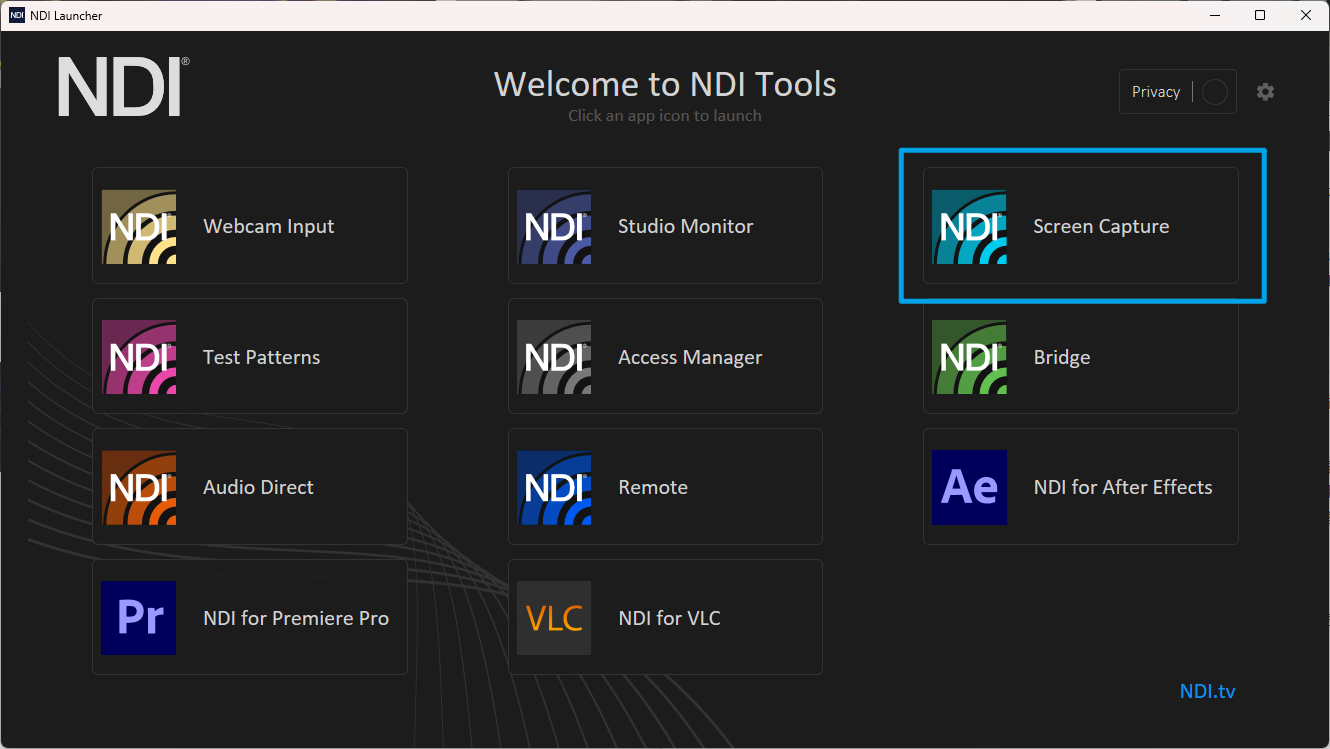 NDI Launcher
NDI®
Welcome to NDI Tools
Click an app icon to launch
Privacy
NDI Webcam Input
NDI Studio Monitor
NDI Screen Capture
NDI Test Patterns
NDI Access Manager
NDI Bridge
NDI Audio Direct
NDI Remote
Ae NDI for After Effects
Pr NDI for Premiere Pro
VLC NDI for VLC
NDI.tv